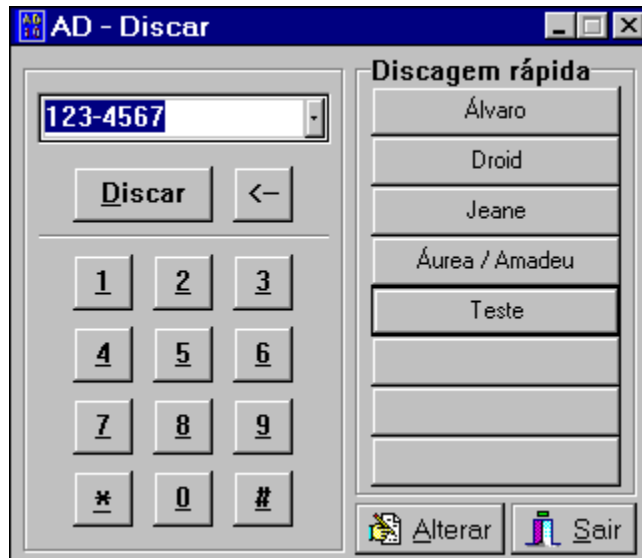 AD - Discar
123-4567
Discar <–
1 2 3
4 5 6
7 8 9
* 0 #
Discagem rápida
Álvaro
Droid
Jeane
Áurea / Amadeu
Teste
Alterar Sair